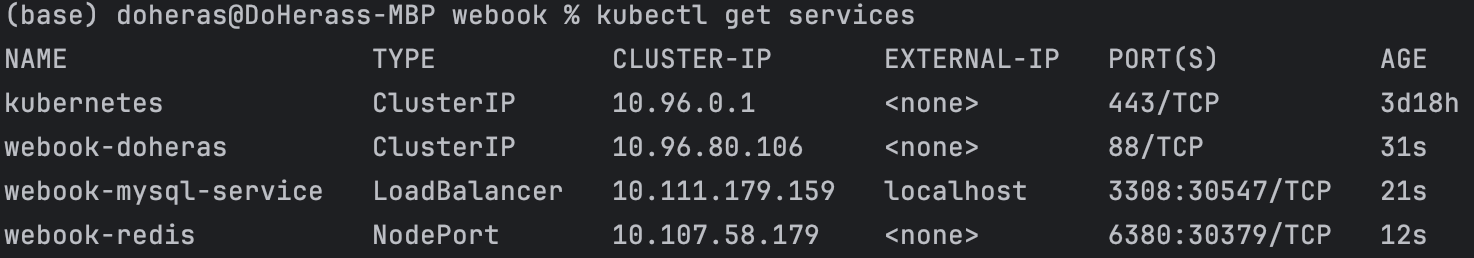 (base) doheras@DoHerass-MBP webook % kubectl get services
NAME TYPE CLUSTER-IP EXTERNAL-IP PORT(S) AGE
kubernetes ClusterIP 10.96.0.1 <none> 443/TCP 3d18h
webook-doheras ClusterIP 10.96.80.106 <none> 88/TCP 31s
webook-mysql-service LoadBalancer 10.111.179.159 localhost 3308:30547/TCP 21s
webook-redis NodePort 10.107.58.179 <none> 6380:30379/TCP 12s